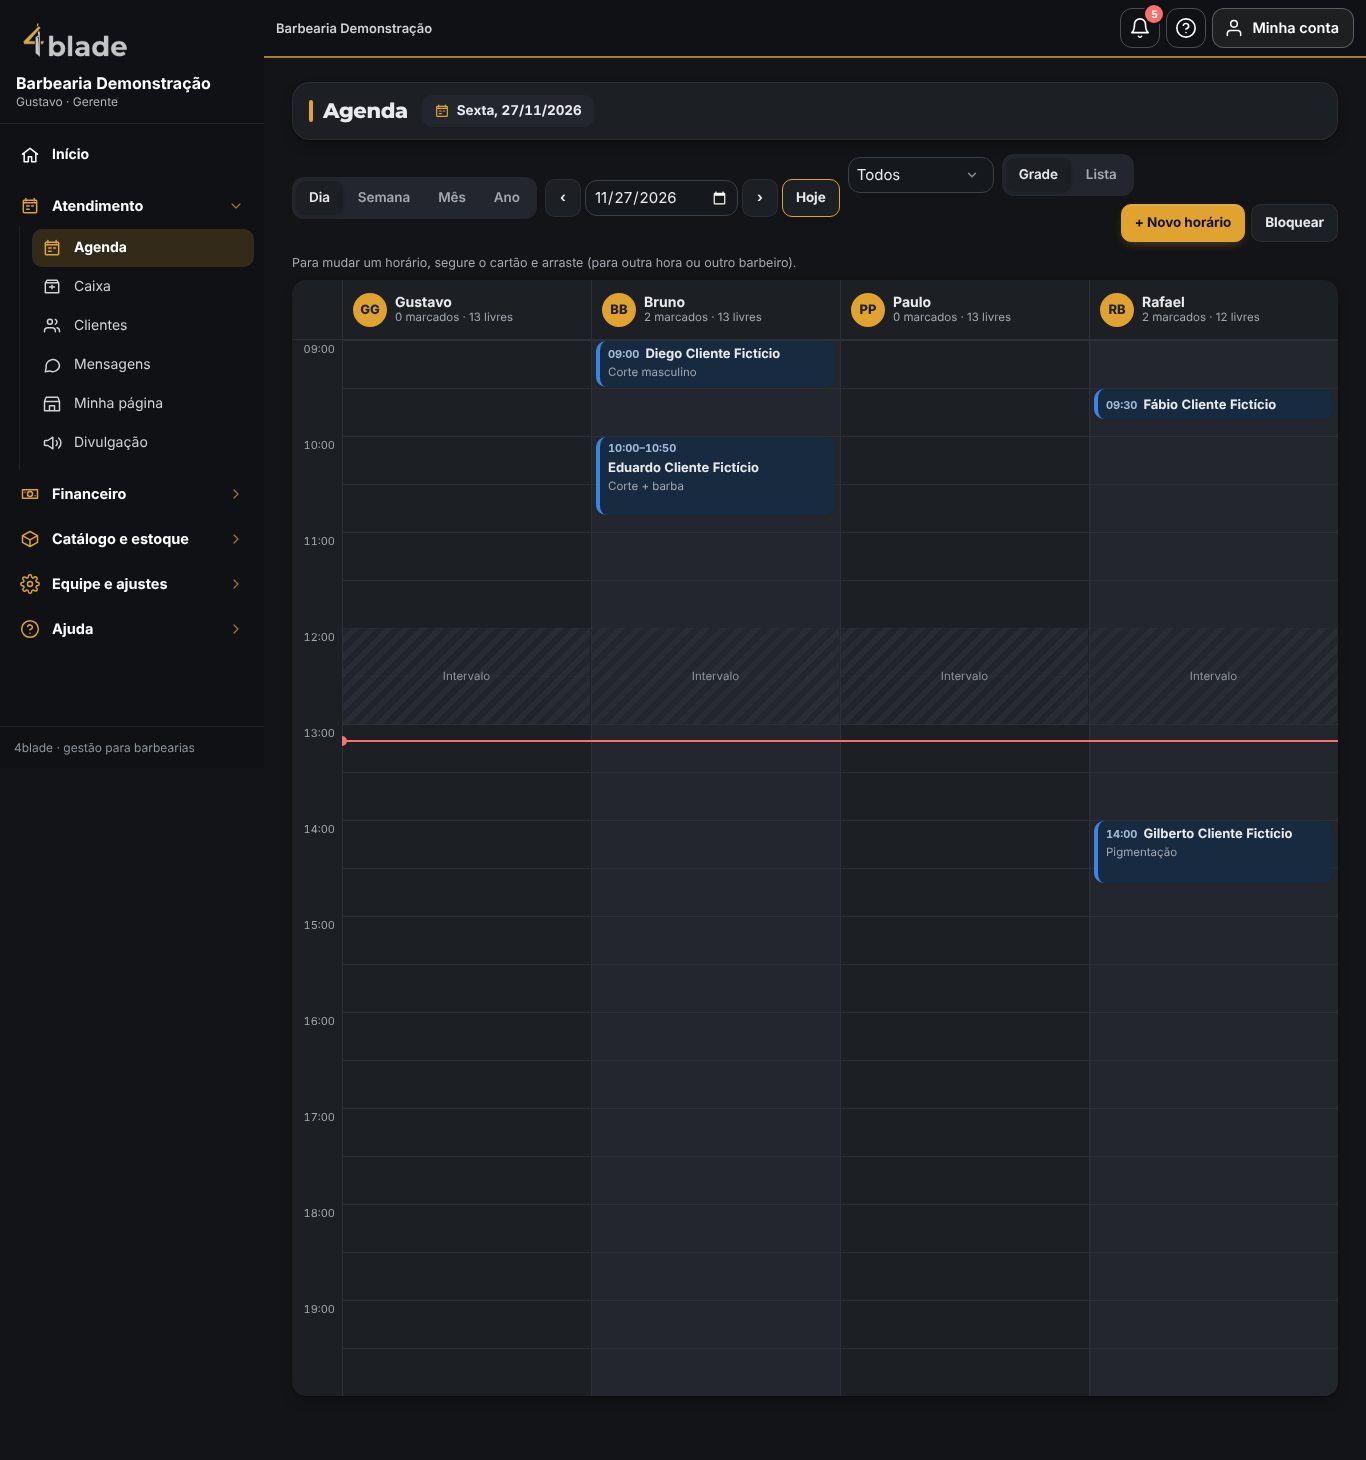 4blade
Barbearia Demonstração
Gustavo · Gerente
Início
Atendimento
Agenda
Caixa
Clientes
Mensagens
Minha página
Divulgação
Financeiro
Catálogo e estoque
Equipe e ajustes
Ajuda
4blade · gestão para barbearias
Barbearia Demonstração
5
Minha conta
Agenda
Sexta, 27/11/2026
Dia Semana Mês Ano
‹ 11/27/2026 › Hoje
Todos
Grade Lista
+ Novo horário Bloquear
Para mudar um horário, segure o cartão e arraste (para outra hora ou outro barbeiro).
GG Gustavo
0 marcados · 13 livres
BB Bruno
2 marcados · 13 livres
PP Paulo
0 marcados · 13 livres
RB Rafael
2 marcados · 12 livres
09:00
09:00 Diego Cliente Fictício
Corte masculino
09:30 Fábio Cliente Fictício
10:00
10:00–10:50
Eduardo Cliente Fictício
Corte + barba
11:00
12:00
Intervalo Intervalo Intervalo Intervalo
13:00
14:00
14:00 Gilberto Cliente Fictício
Pigmentação
15:00
16:00
17:00
18:00
19:00